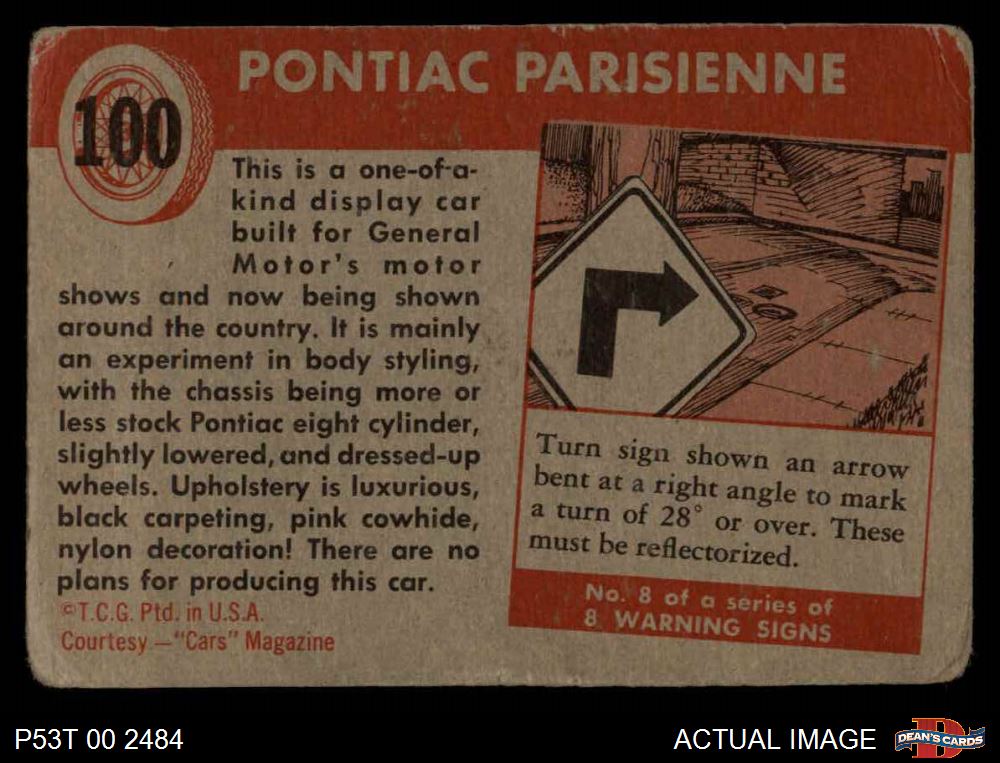 100
PONTIAC PARISIENNE
This is a one-of-a-
kind display car
built for General
Motor's motor
shows and now being shown
around the country. It is mainly
an experiment in body styling,
with the chassis being more or
less stock Pontiac eight cylinder,
slightly lowered, and dressed-up
wheels. Upholstery is luxurious,
black carpeting, pink cowhide,
nylon decoration! There are no
plans for producing this car.
©T.C.G. Ptd. in U.S.A.
Courtesy — "Cars" Magazine
Turn sign shown an arrow
bent at a right angle to mark
a turn of 28° or over. These
must be reflectorized.
No. 8 of a series of
8 WARNING SIGNS
P53T 00 2484
ACTUAL IMAGE
DEAN'S CARDS